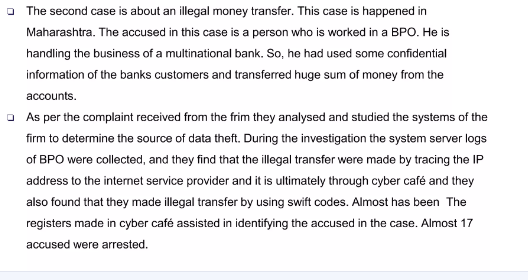 ❑ The second case is about an illegal money transfer. This case is happened in
Maharashtra. The accused in this case is a person who is worked in a BPO. He is
handling the business of a multinational bank. So, he had used some confidential
information of the banks customers and transferred huge sum of money from the
accounts.
❑ As per the complaint received from the frim they analysed and studied the systems of the
firm to determine the source of data theft. During the investigation the system server logs
of BPO were collected, and they find that the illegal transfer were made by tracing the IP
address to the internet service provider and it is ultimately through cyber café and they
also found that they made illegal transfer by using swift codes. Almost has been  The
registers made in cyber café assisted in identifying the accused in the case. Almost 17
accused were arrested.